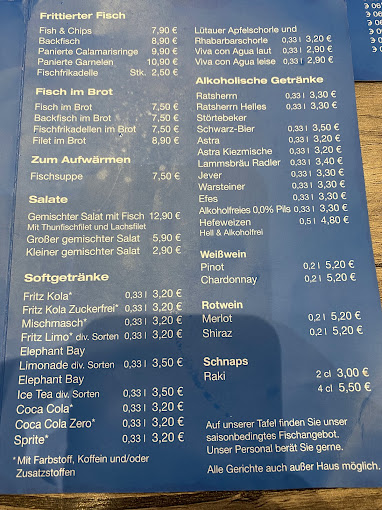 Frittierter Fisch
Fish & Chips 7,90 €
Backfisch 8,90 €
Panierte Calamarisringe 9,90 €
Panierte Garnelen 10,90 €
Fischfrikadelle Stk. 2,50 €
Fisch im Brot
Fisch im Brot 7,50 €
Backfisch im Brot 7,50 €
Fischfrikadellen im Brot 7,50 €
Filet im Brot 8,90 €
Zum Aufwärmen
Fischsuppe 7,50 €
Salate
Gemischter Salat mit Fisch 12,90 €
Mit Thunfischfilet und Lachsfilet
Großer gemischter Salat 5,90 €
Kleiner gemischter Salat 2,90 €
Softgetränke
Fritz Kola* 0,33 l 3,20 €
Fritz Kola Zuckerfrei* 0,33 l 3,20 €
Mischmasch* 0,33 l 3,20 €
Fritz Limo* div. Sorten 0,33 l 3,20 €
Elephant Bay
Limonade div. Sorten 0,33 l 3,50 €
Elephant Bay
Ice Tea div. Sorten 0,33 l 3,50 €
Coca Cola* 0,33 l 3,20 €
Coca Cola Zero* 0,33 l 3,20 €
Sprite* 0,33 l 3,20 €
*Mit Farbstoff, Koffein und/oder
Zusatzstoffen
Lütauer Apfelschorle und
Rhabarbarschorle 0,33 l 3,20 €
Viva con Agua laut 0,33 l 2,90 €
Viva con Agua leise 0,33 l 2,90 €
Alkoholische Getränke
Ratsherrn 0,33 l 3,30 €
Ratsherrn Helles 0,33 l 3,30 €
Störtebeker
Schwarz-Bier 0,33 l 3,50 €
Astra 0,33 l 3,20 €
Astra Kiezmische 0,33 l 3,20 €
Lammsbräu Radler 0,33 l 3,40 €
Jever 0,33 l 3,30 €
Warsteiner 0,33 l 3,30 €
Efes 0,33 l 3,30 €
Alkoholfreies 0,0% Pils 0,33 l 3,30 €
Hefeweizen 0,5 l 4,80 €
Hell & Alkoholfrei
Weißwein
Pinot 0,2 l 5,20 €
Chardonnay 0,2 l 5,20 €
Rotwein
Merlot 0,2 l 5,20 €
Shiraz 0,2 l 5,20 €
Schnaps
Raki 2 cl 3,00 €
4 cl 5,50 €
Auf unserer Tafel finden Sie unser
saisonbedingtes Fischangebot.
Unser Personal berät Sie gerne.
Alle Gerichte auch außer Haus möglich.